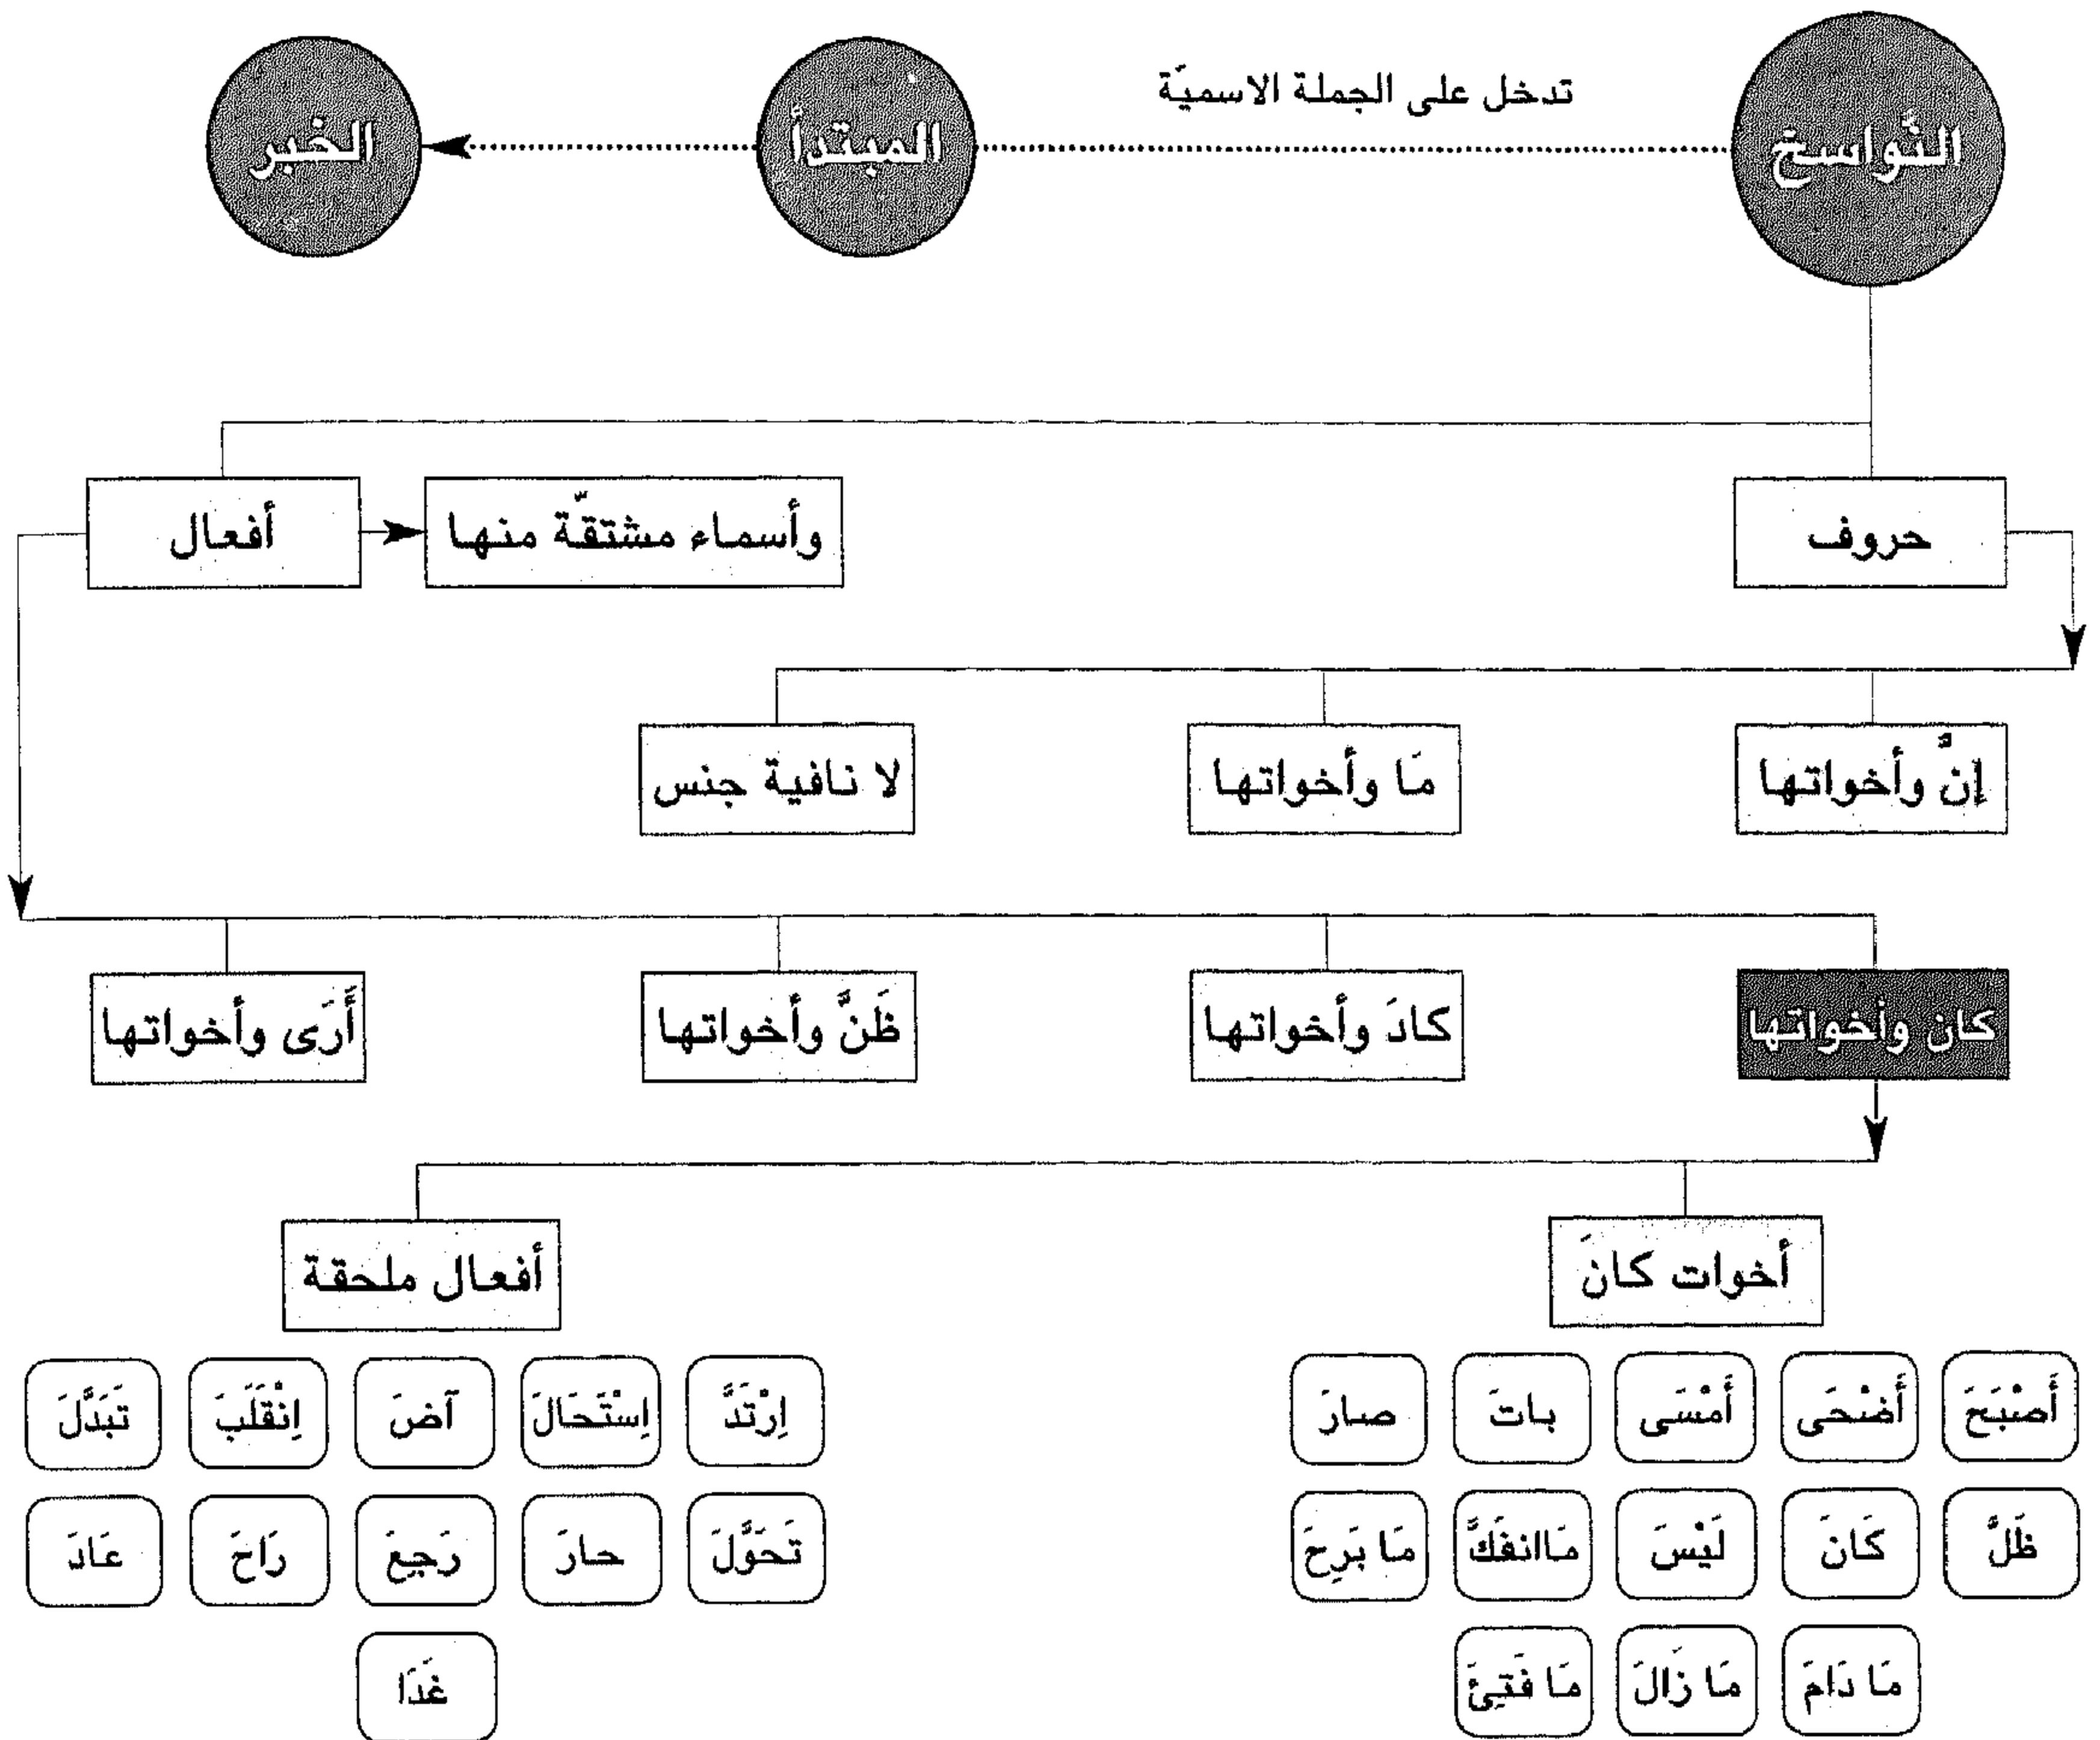 تدخل على الجملة الاسميّة
النّواسخ
المبتدأ
الخبر
حروف
وأسماء مشتقّة منها
أفعال
إنَّ وأخواتها
مَا وأخواتها
لا نافية جنس
كان وأخواتها
كادَ وأخواتها
ظَنَّ وأخواتها
أَرَى وأخواتها
أخوات كانَ
أفعال ملحقة
أَصْبَحَ
أَضْحَى
أَمْسَى
باتَ
صارَ
ظَلَّ
كَانَ
لَيْسَ
مَاانفَكَّ
مَا بَرِحَ
مَا دَامَ
مَا زَالَ
مَا فَتِئَ
اِرْتَدَّ
اِسْتَحَالَ
آضَ
اِنْقَلَبَ
تَبَدَّلَ
تَحَوَّلَ
حارَ
رَجِعَ
رَاحَ
عَادَ
غَدَا